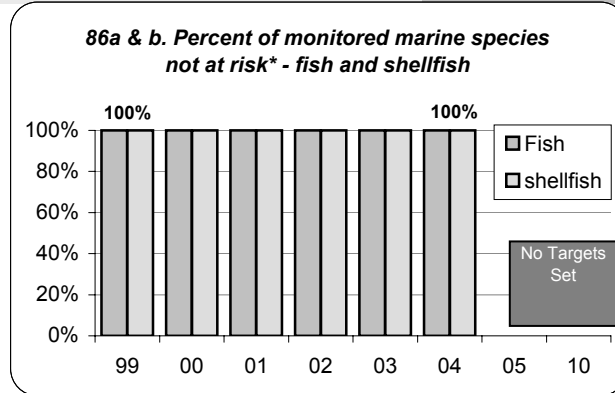 86a & b. Percent of monitored marine species
not at risk* - fish and shellfish
100%
100%
100%
80%
60%
40%
20%
0%
Fish
shellfish
No Targets
Set
99 00 01 02 03 04 05 10